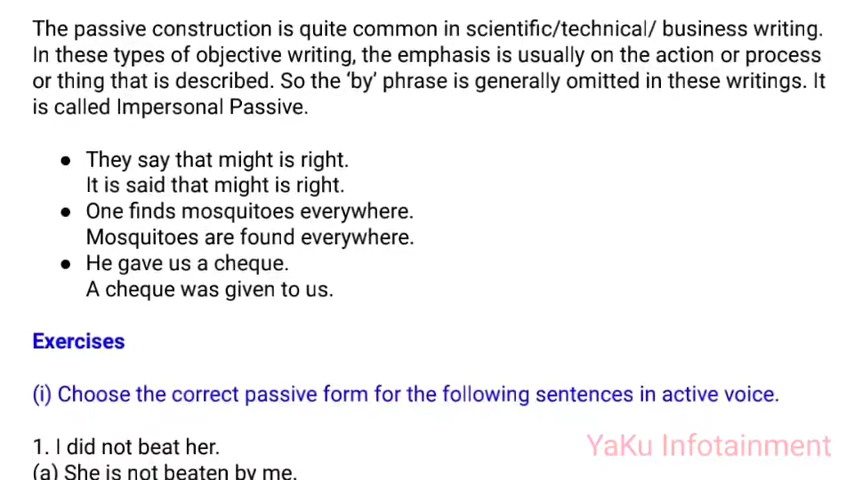 The passive construction is quite common in scientific/technical/ business writing.
In these types of objective writing, the emphasis is usually on the action or process
or thing that is described. So the ‘by’ phrase is generally omitted in these writings. It
is called Impersonal Passive.
● They say that might is right.
It is said that might is right.
● One finds mosquitoes everywhere.
Mosquitoes are found everywhere.
● He gave us a cheque.
A cheque was given to us.
Exercises
(i) Choose the correct passive form for the following sentences in active voice.
1. I did not beat her.
YaKu Infotainment
(a) She is not beaten by me.